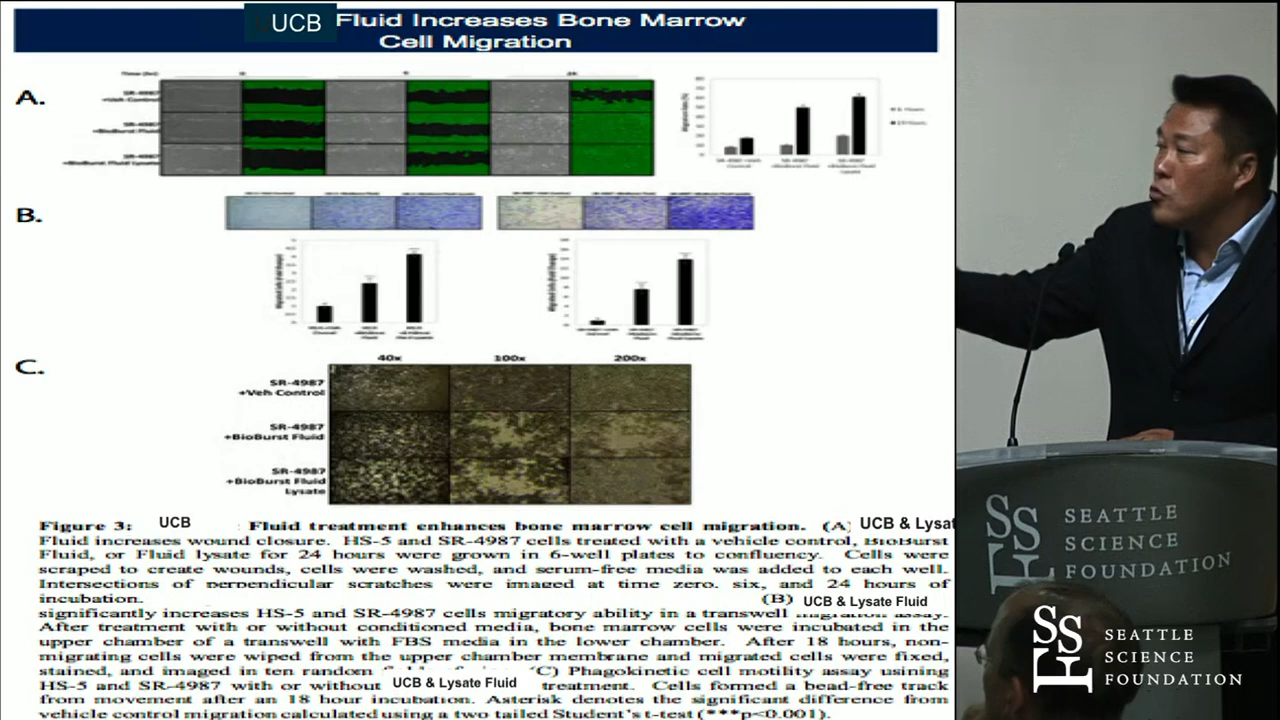 UCB Fluid Increases Bone Marrow
Cell Migration
A.
SR-4987
+Veh Control
SR-4987
+BioBurst Fluid
SR-4987
+BioBurst Fluid Lysate
B.
C.
40x 100x 200x
SR-4987
+Veh Control
SR-4987
+BioBurst Fluid
SR-4987
+BioBurst Fluid
Lysate
Figure 3: UCB Fluid treatment enhances bone marrow cell migration. (A) UCB & Lysat
Fluid increases wound closure. HS-5 and SR-4987 cells treated with a vehicle control, BioBurst
Fluid, or Fluid lysate for 24 hours were grown in 6-well plates to confluency. Cells were
scraped to create wounds, cells were washed, and serum-free media was added to each well.
Intersections of perpendicular scratches were imaged at time zero, six, and 24 hours of
incubation. (B) UCB & Lysate Fluid
significantly increases HS-5 and SR-4987 cells migratory ability in a transwell migration assay.
After treatment with or without conditioned media, bone marrow cells were incubated in the
upper chamber of a transwell with FBS media in the lower chamber. After 18 hours, non-
migrating cells were wiped from the upper chamber membrane and migrated cells were fixed,
stained, and imaged in ten random (C) Phagokinetic cell motility assay usining
HS-5 and SR-4987 with or without UCB & Lysate Fluid treatment. Cells formed a bead-free track
from movement after an 18 hour incubation. Asterisk denotes the significant difference from
vehicle control migration calculated using a two tailed Student's t-test (***p<0.001).
SEATTLE
SCIENCE
FOUNDATION
SEATTLE
SCIENCE
FOUNDATION